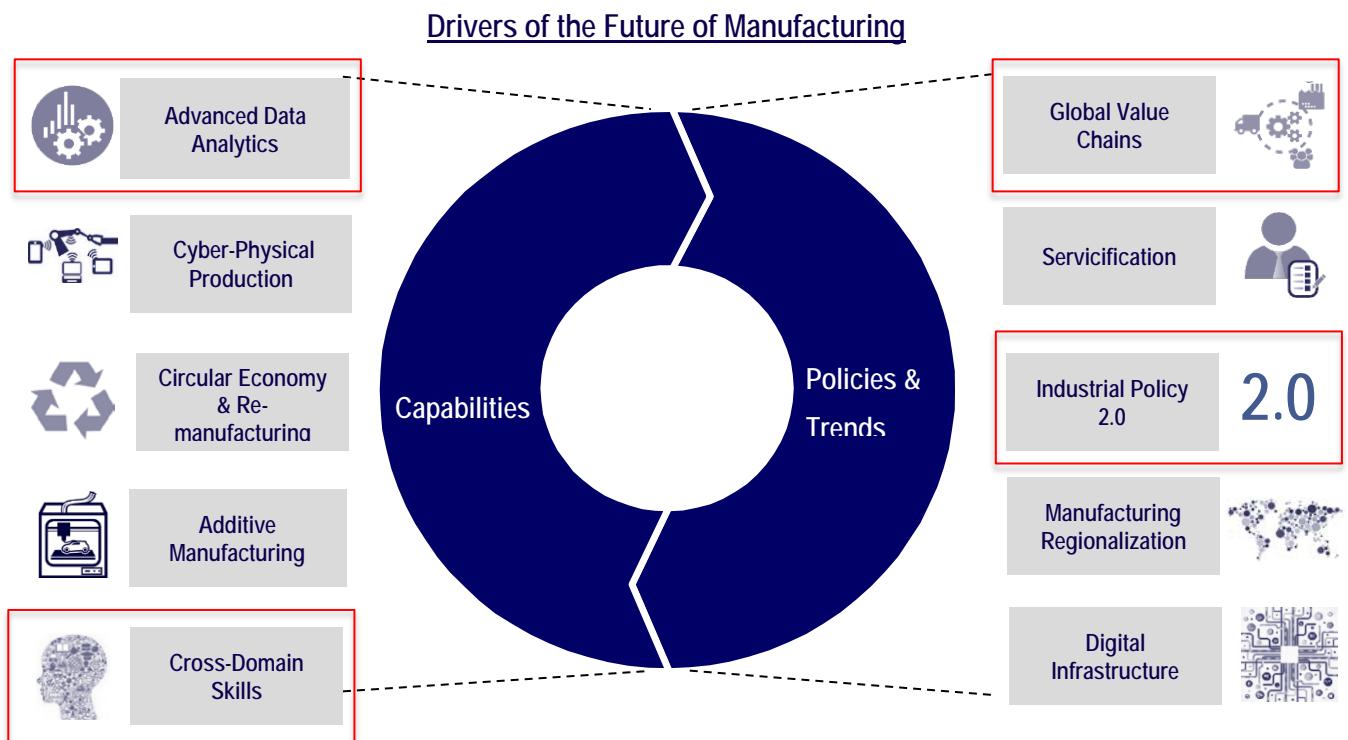 Drivers of the Future of Manufacturing
Advanced Data
Analytics
Cyber-Physical
Production
Circular Economy
& Re-
manufacturing
Additive
Manufacturing
Cross-Domain
Skills
Capabilities
Policies &
Trends
Global Value
Chains
Servicification
Industrial Policy
2.0
2.0
Manufacturing
Regionalization
Digital
Infrastructure